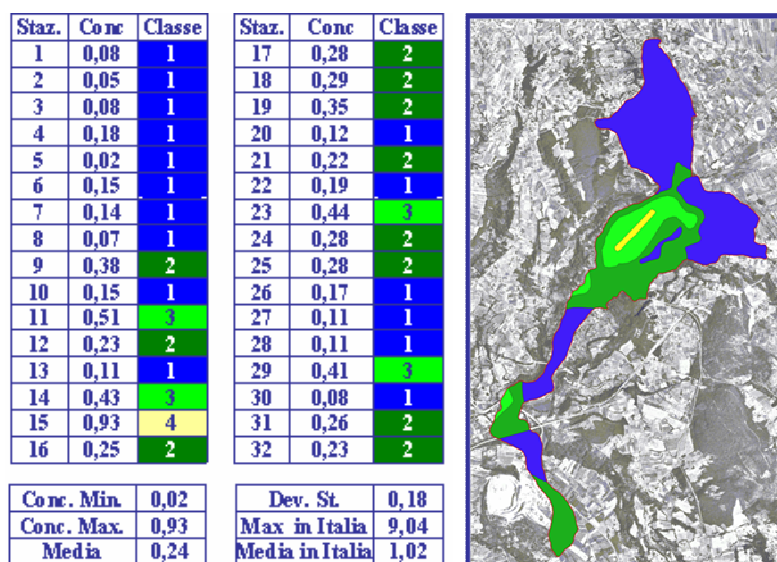 Staz. Conc Classe
1 0,08 1
2 0,05 1
3 0,08 1
4 0,18 1
5 0,02 1
6 0,15 1
7 0,14 1
8 0,07 1
9 0,38 2
10 0,15 1
11 0,51 3
12 0,23 2
13 0,11 1
14 0,43 3
15 0,93 4
16 0,25 2
Staz. Conc Classe
17 0,28 2
18 0,29 2
19 0,35 2
20 0,12 1
21 0,22 2
22 0,19 1
23 0,44 3
24 0,28 2
25 0,28 2
26 0,17 1
27 0,11 1
28 0,11 1
29 0,41 3
30 0,08 1
31 0,26 2
32 0,23 2
Conc. Min. 0,02
Conc. Max. 0,93
Media 0,24
Dev. St. 0,18
Max in Italia 9,04
Media in Italia 1,02